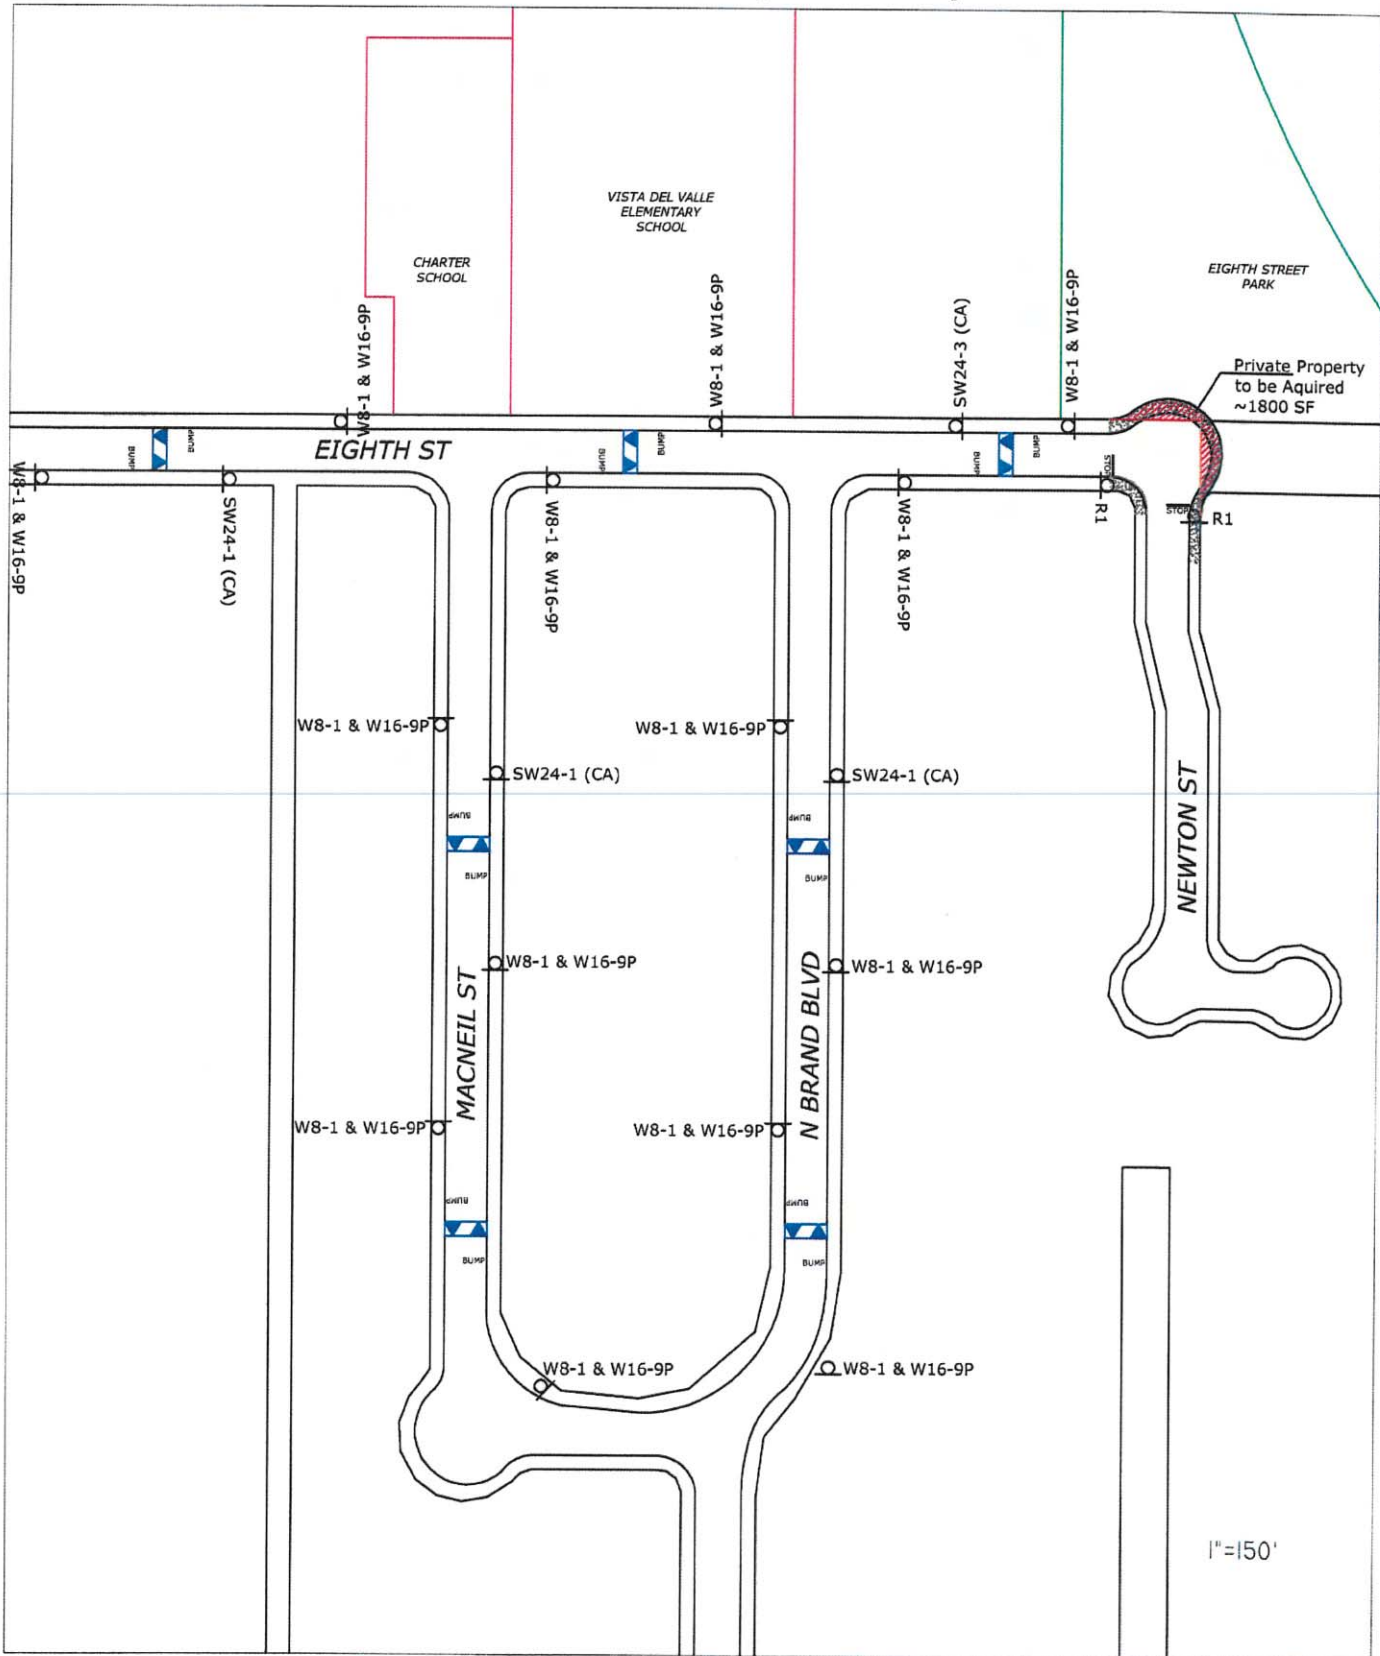 VISTA DEL VALLE
ELEMENTARY
SCHOOL
CHARTER
SCHOOL
EIGHTH STREET
PARK
W8-1 & W16-9P
W8-1 & W16-9P
SW24-3 (CA)
W8-1 & W16-9P
Private Property
to be Aquired
~1800 SF
EIGHTH ST
BUMP
BUMP
BUMP
BUMP
BUMP
BUMP
STOP
STOP
R1
R1
W8-1 & W16-9P
SW24-1 (CA)
W8-1 & W16-9P
W8-1 & W16-9P
W8-1 & W16-9P
W8-1 & W16-9P
SW24-1 (CA)
SW24-1 (CA)
BUMP
BUMP
BUMP
BUMP
NEWTON ST
MACNEIL ST
N BRAND BLVD
W8-1 & W16-9P
W8-1 & W16-9P
W8-1 & W16-9P
W8-1 & W16-9P
BUMP
BUMP
BUMP
BUMP
W8-1 & W16-9P
W8-1 & W16-9P
1"=150'